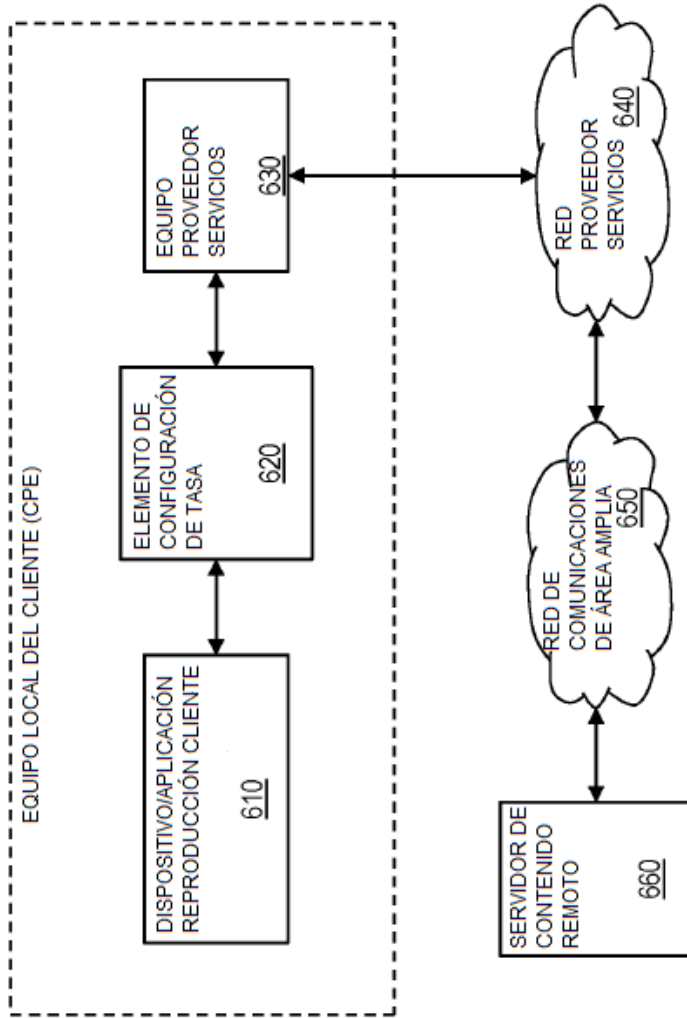 EQUIPO LOCAL DEL CLIENTE (CPE)
DISPOSITIVO/APLICACIÓN
REPRODUCCIÓN CLIENTE
610
ELEMENTO DE
CONFIGURACIÓN
DE TASA
620
EQUIPO
PROVEEDOR
SERVICIOS
630
SERVIDOR DE
CONTENIDO
REMOTO
660
RED DE
COMUNICACIONES
DE ÁREA AMPLIA
650
RED
PROVEEDOR
SERVICIOS
640